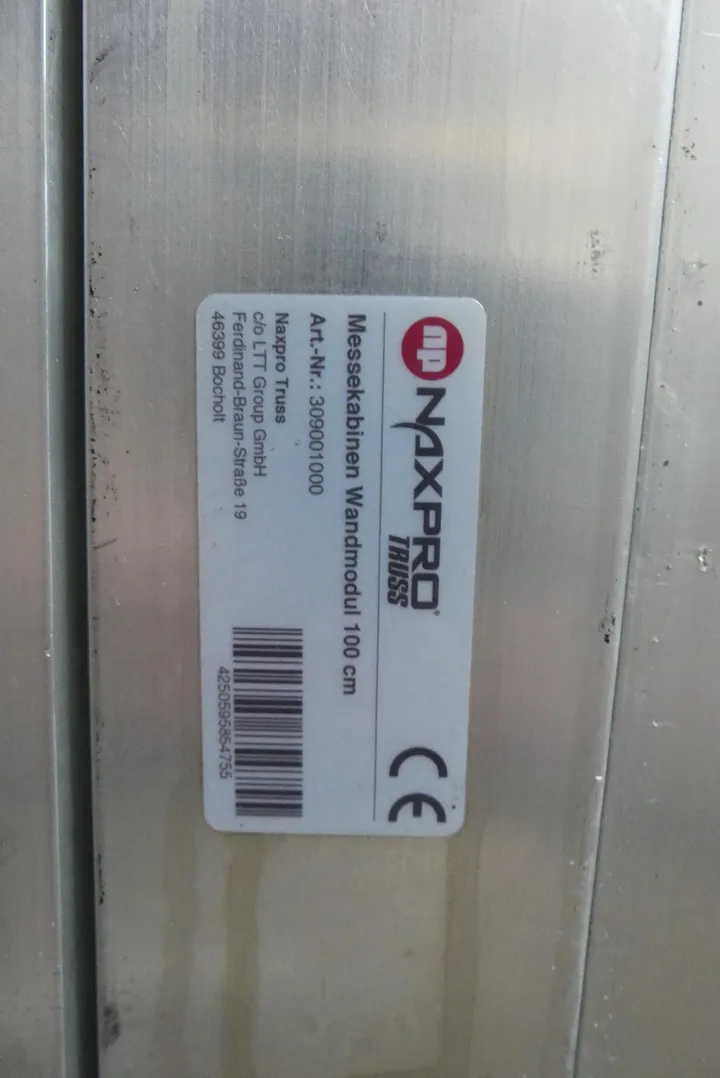 np NAXPRO®
TRUSS
CE
Messekabinen Wandmodul 100 cm
Art.-Nr.: 309001000
Naxpro Truss
c/o LTT Group GmbH
Ferdinand-Braun-Straße 19
46399 Bocholt
4250595854755